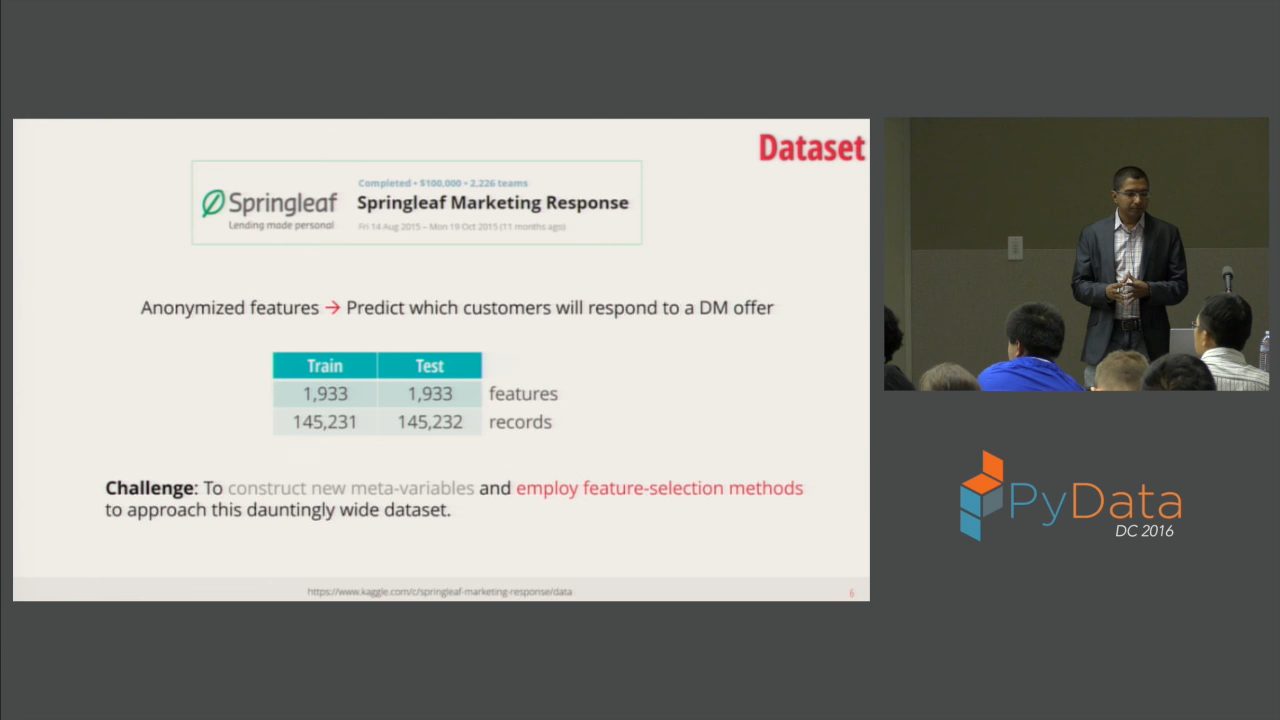 Dataset
Completed • $100,000 • 2,226 teams
Springleaf
Springleaf Marketing Response
Lending made personal
Fri 14 Aug 2015 – Mon 19 Oct 2015 (11 months ago)
Anonymized features → Predict which customers will respond to a DM offer
Train Test
1,933 1,933 features
145,231 145,232 records
Challenge: To construct new meta-variables and employ feature-selection methods
to approach this dauntingly wide dataset.
https://www.kaggle.com/c/springleaf-marketing-response/data
6
PyData
DC 2016